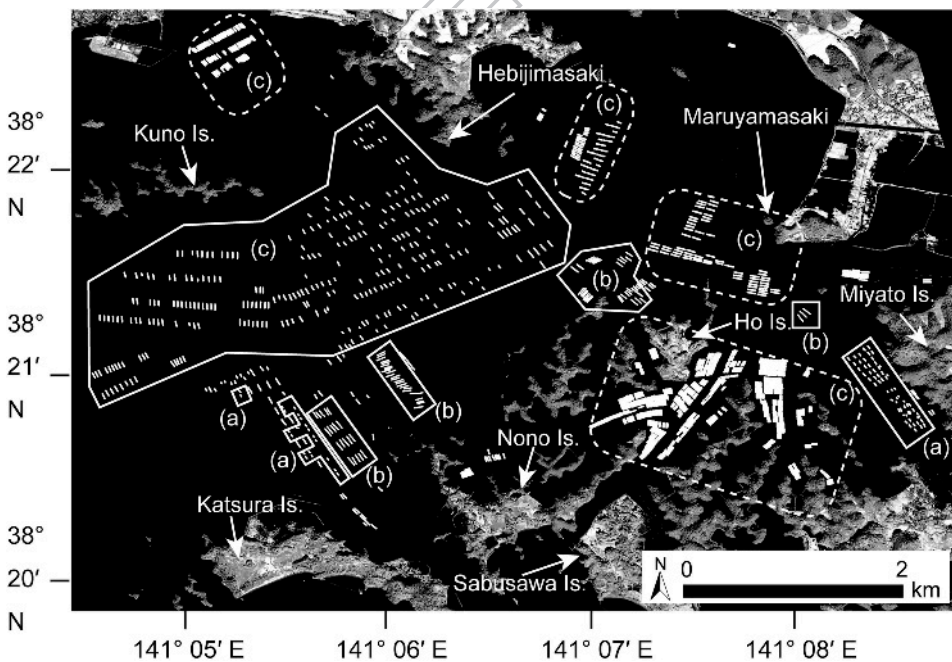 (c)
Hebijimasaki
(c)
38°
Kuno Is.
Maruyamasaki
22′
N
(c)
(c)
(b)
38°
Ho Is.
Miyato Is.
(b)
21′
(c)
N
(a)
(b)
(a)
(a)
(b)
Nono Is.
Katsura Is.
38°
0 2
N
km
20′
Sabusawa Is.
N
141° 05′ E 141° 06′ E 141° 07′ E 141° 08′ E